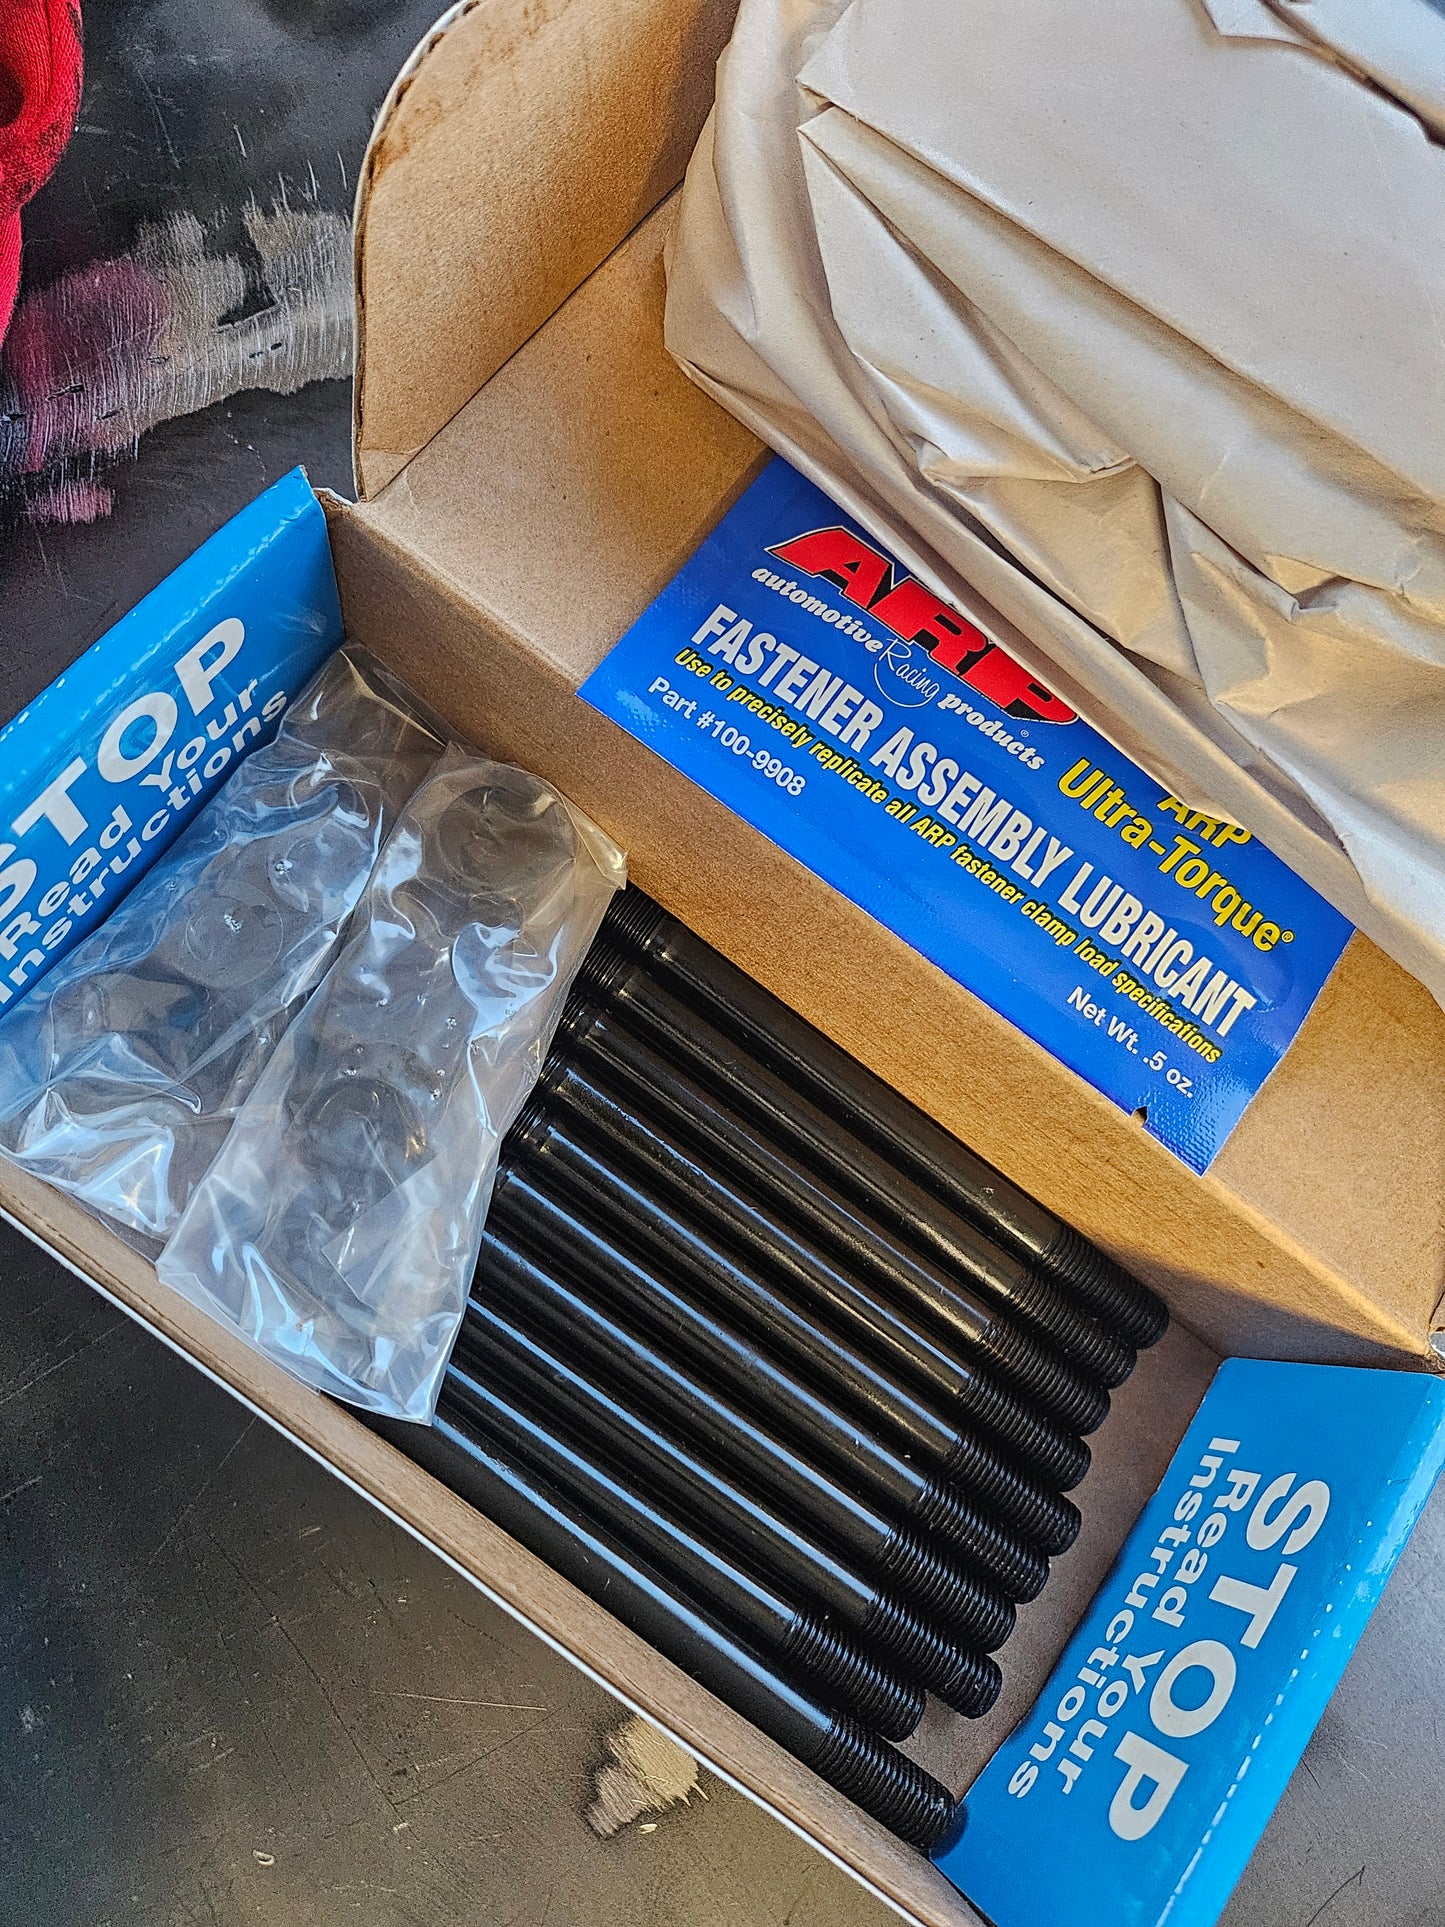 STOP
Read Your
Instructions
ARP
automotive Racing products®
ARP
Ultra-Torque®
FASTENER ASSEMBLY LUBRICANT
Use to precisely replicate all ARP fastener clamp load specifications
Part #100-9908
Net Wt. .5 oz.
STOP
Read Your
Instructions